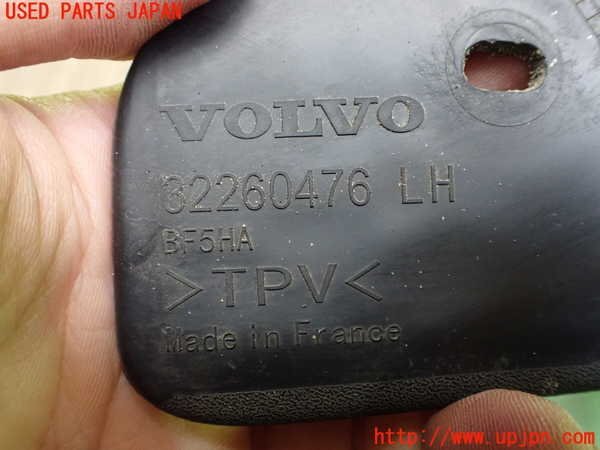 USED PARTS JAPAN
VOLVO
32260476 LH
BF5HA
>TPV<
Made in France
http://www.upjpn.com/